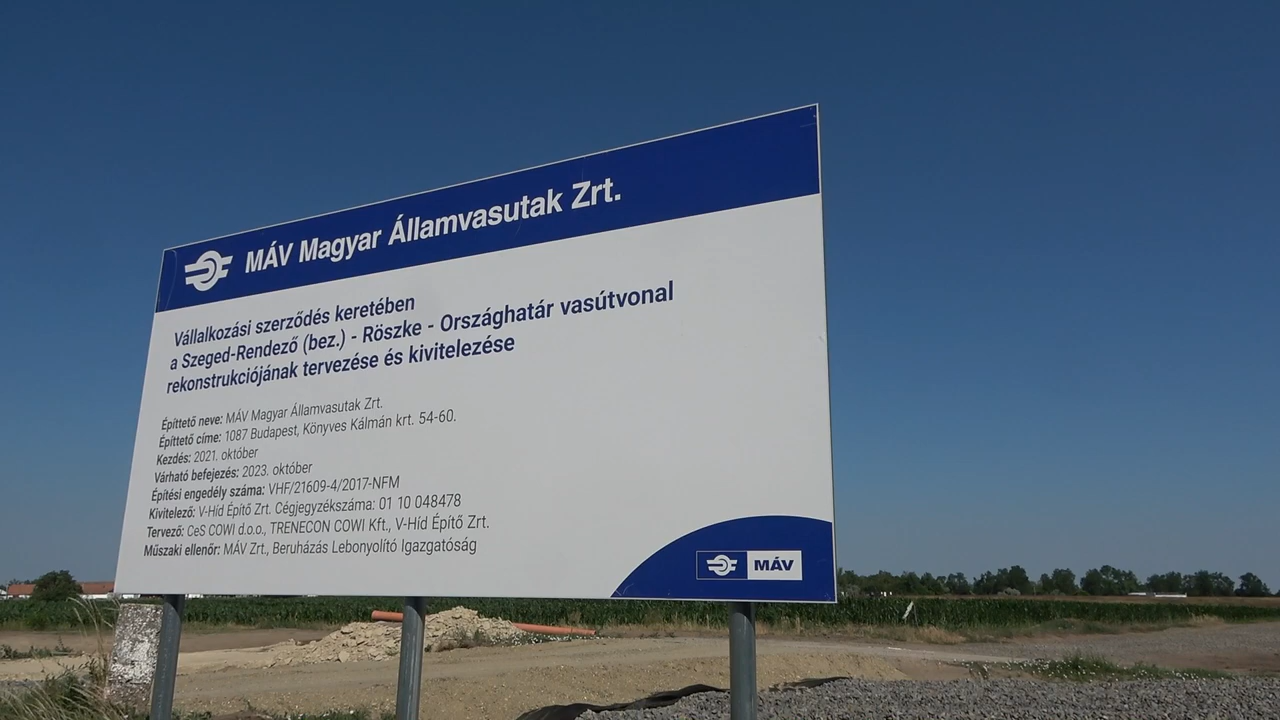 MÁV Magyar Államvasutak Zrt.
Vállalkozási szerződés keretében
a Szeged-Rendező (bez.) - Röszke - Országhatár vasútvonal
rekonstrukciójának tervezése és kivitelezése
Építtető neve: MÁV Magyar Államvasutak Zrt.
Építtető címe: 1087 Budapest, Könyves Kálmán krt. 54-60.
Kezdés: 2021. október
Várható befejezés: 2023. október
Építési engedély száma: VHF/21609-4/2017-NFM
Kivitelező: V-Híd Építő Zrt. Cégjegyzékszáma: 01 10 048478
Tervező: CeS COWI d.o.o., TRENECON COWI Kft., V-Híd Építő Zrt.
Műszaki ellenőr: MÁV Zrt., Beruházás Lebonyolító Igazgatóság
MÁV